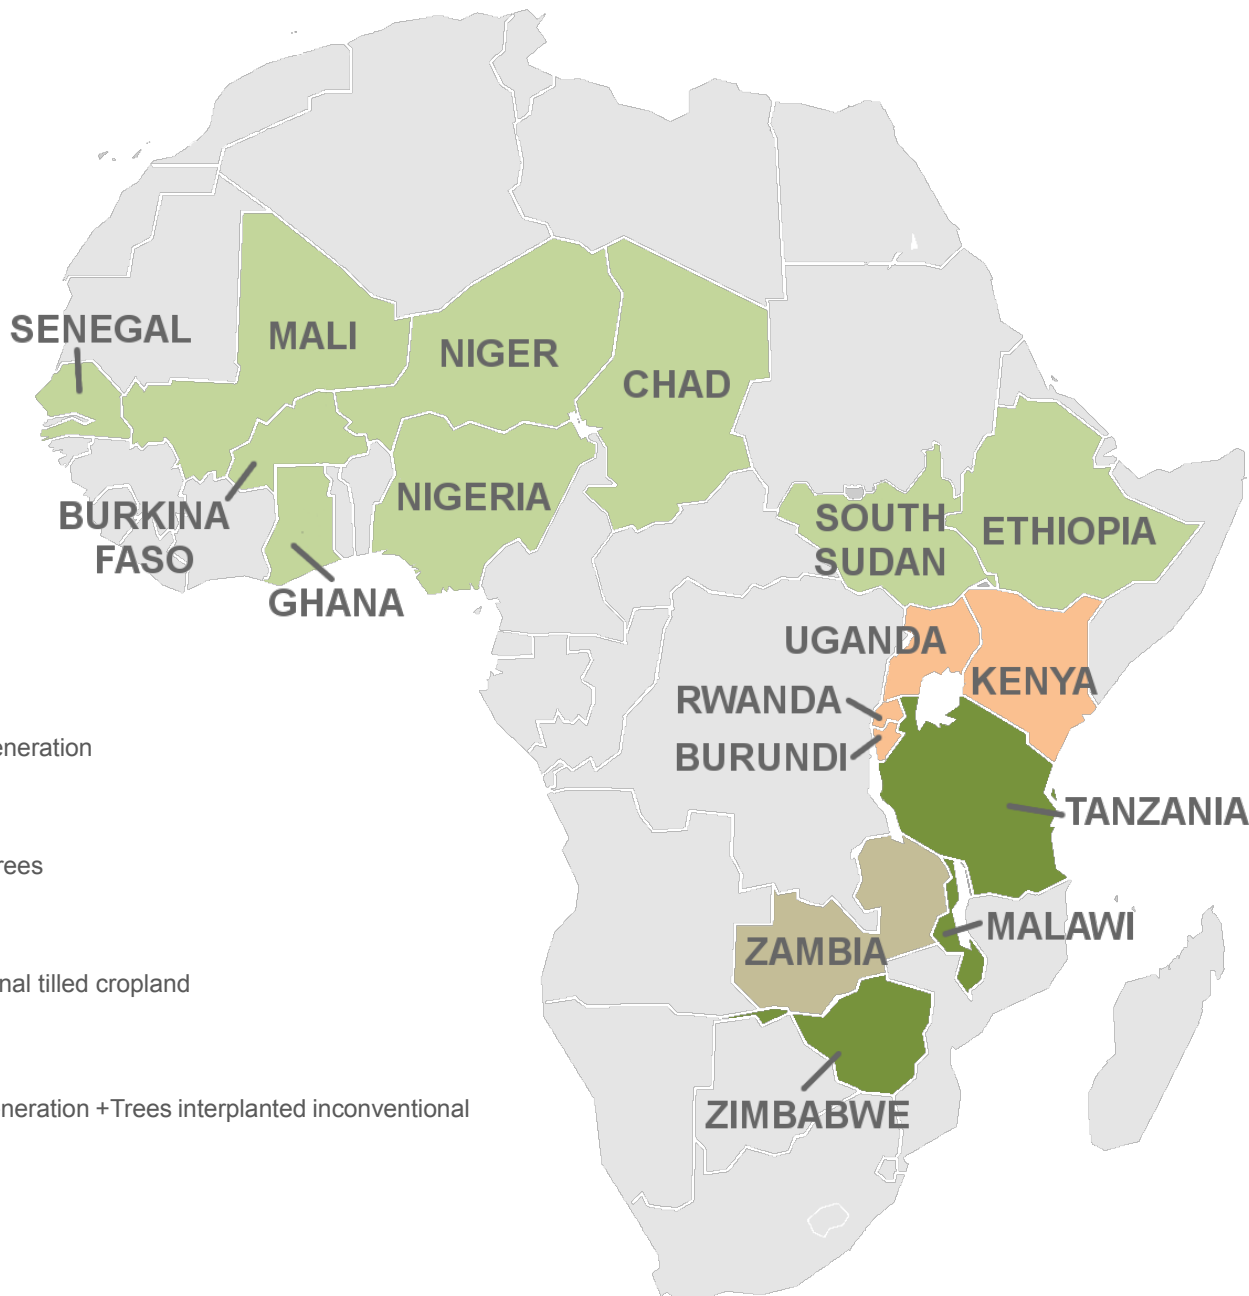 SENEGAL
MALI
NIGER
CHAD
NIGERIA
BURKINA
FASO
GHANA
SOUTH
SUDAN
ETHIOPIA
UGANDA
KENYA
RWANDA
BURUNDI
TANZANIA
MALAWI
ZAMBIA
ZIMBABWE
eneration
rees
nal tilled cropland
neration +Trees interplanted inconventional